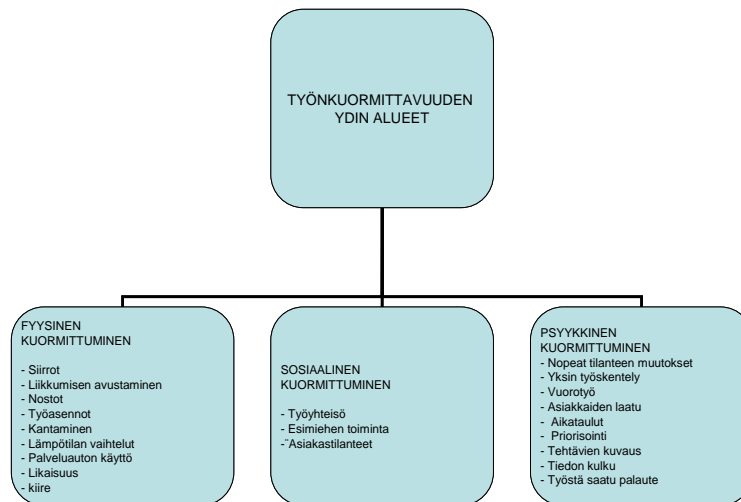 TYÖNKUORMITTAVUUDEN
YDIN ALUEET
FYYSINEN
KUORMITTUMINEN
- Siirrot
- Liikkumisen avustaminen
- Nostot
- Työasennot
- Kantaminen
- Lämpötilan vaihtelut
- Palveluauton käyttö
- Likaisuus
- kiire
SOSIAALINEN
KUORMITTUMINEN
- Työyhteisö
- Esimiehen toiminta
-¨Asiakastilanteet
PSYYKKINEN
KUORMITTUMINEN
- Nopeat tilanteen muutokset
- Yksin työskentely
- Vuorotyö
- Asiakkaiden laatu
- Aikataulut
- Priorisointi
- Tehtävien kuvaus
- Tiedon kulku
- Työstä saatu palaute